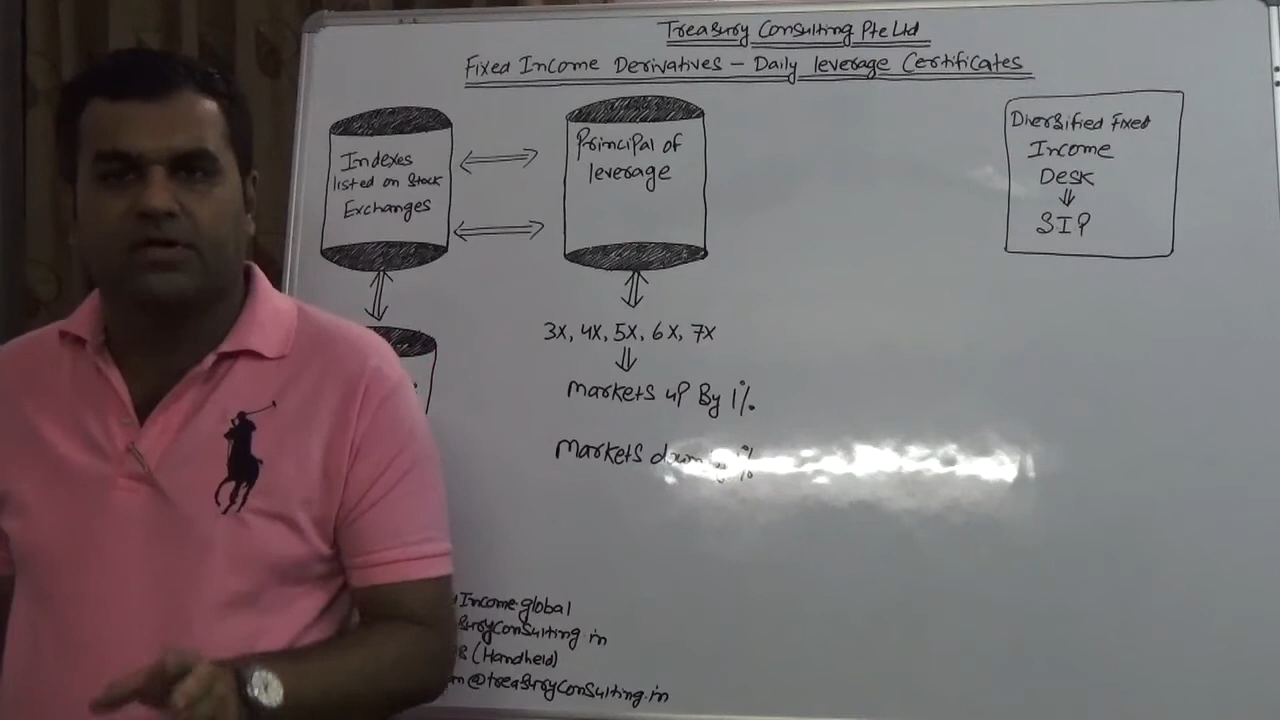 Treasury Consulting Pte Ltd
Fixed Income Derivatives - Daily leverage Certificates
Indexes
listed on Stock
Exchanges
Principal of
leverage
3X, 4X, 5X, 6X, 7X
Markets up By 1%
Markets down
Diversified Fixed
Income
Desk
SIP
Income global
Consulting.in
(Handheld)
@treasuryconsulting.in